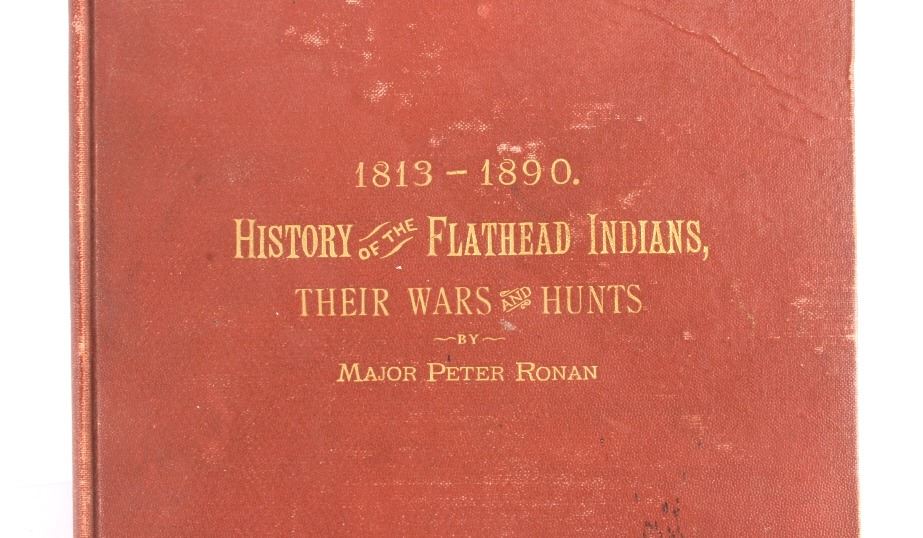 1813 – 1890.
HISTORY OF THE FLATHEAD INDIANS,
THEIR WARS AND HUNTS
BY
MAJOR PETER RONAN